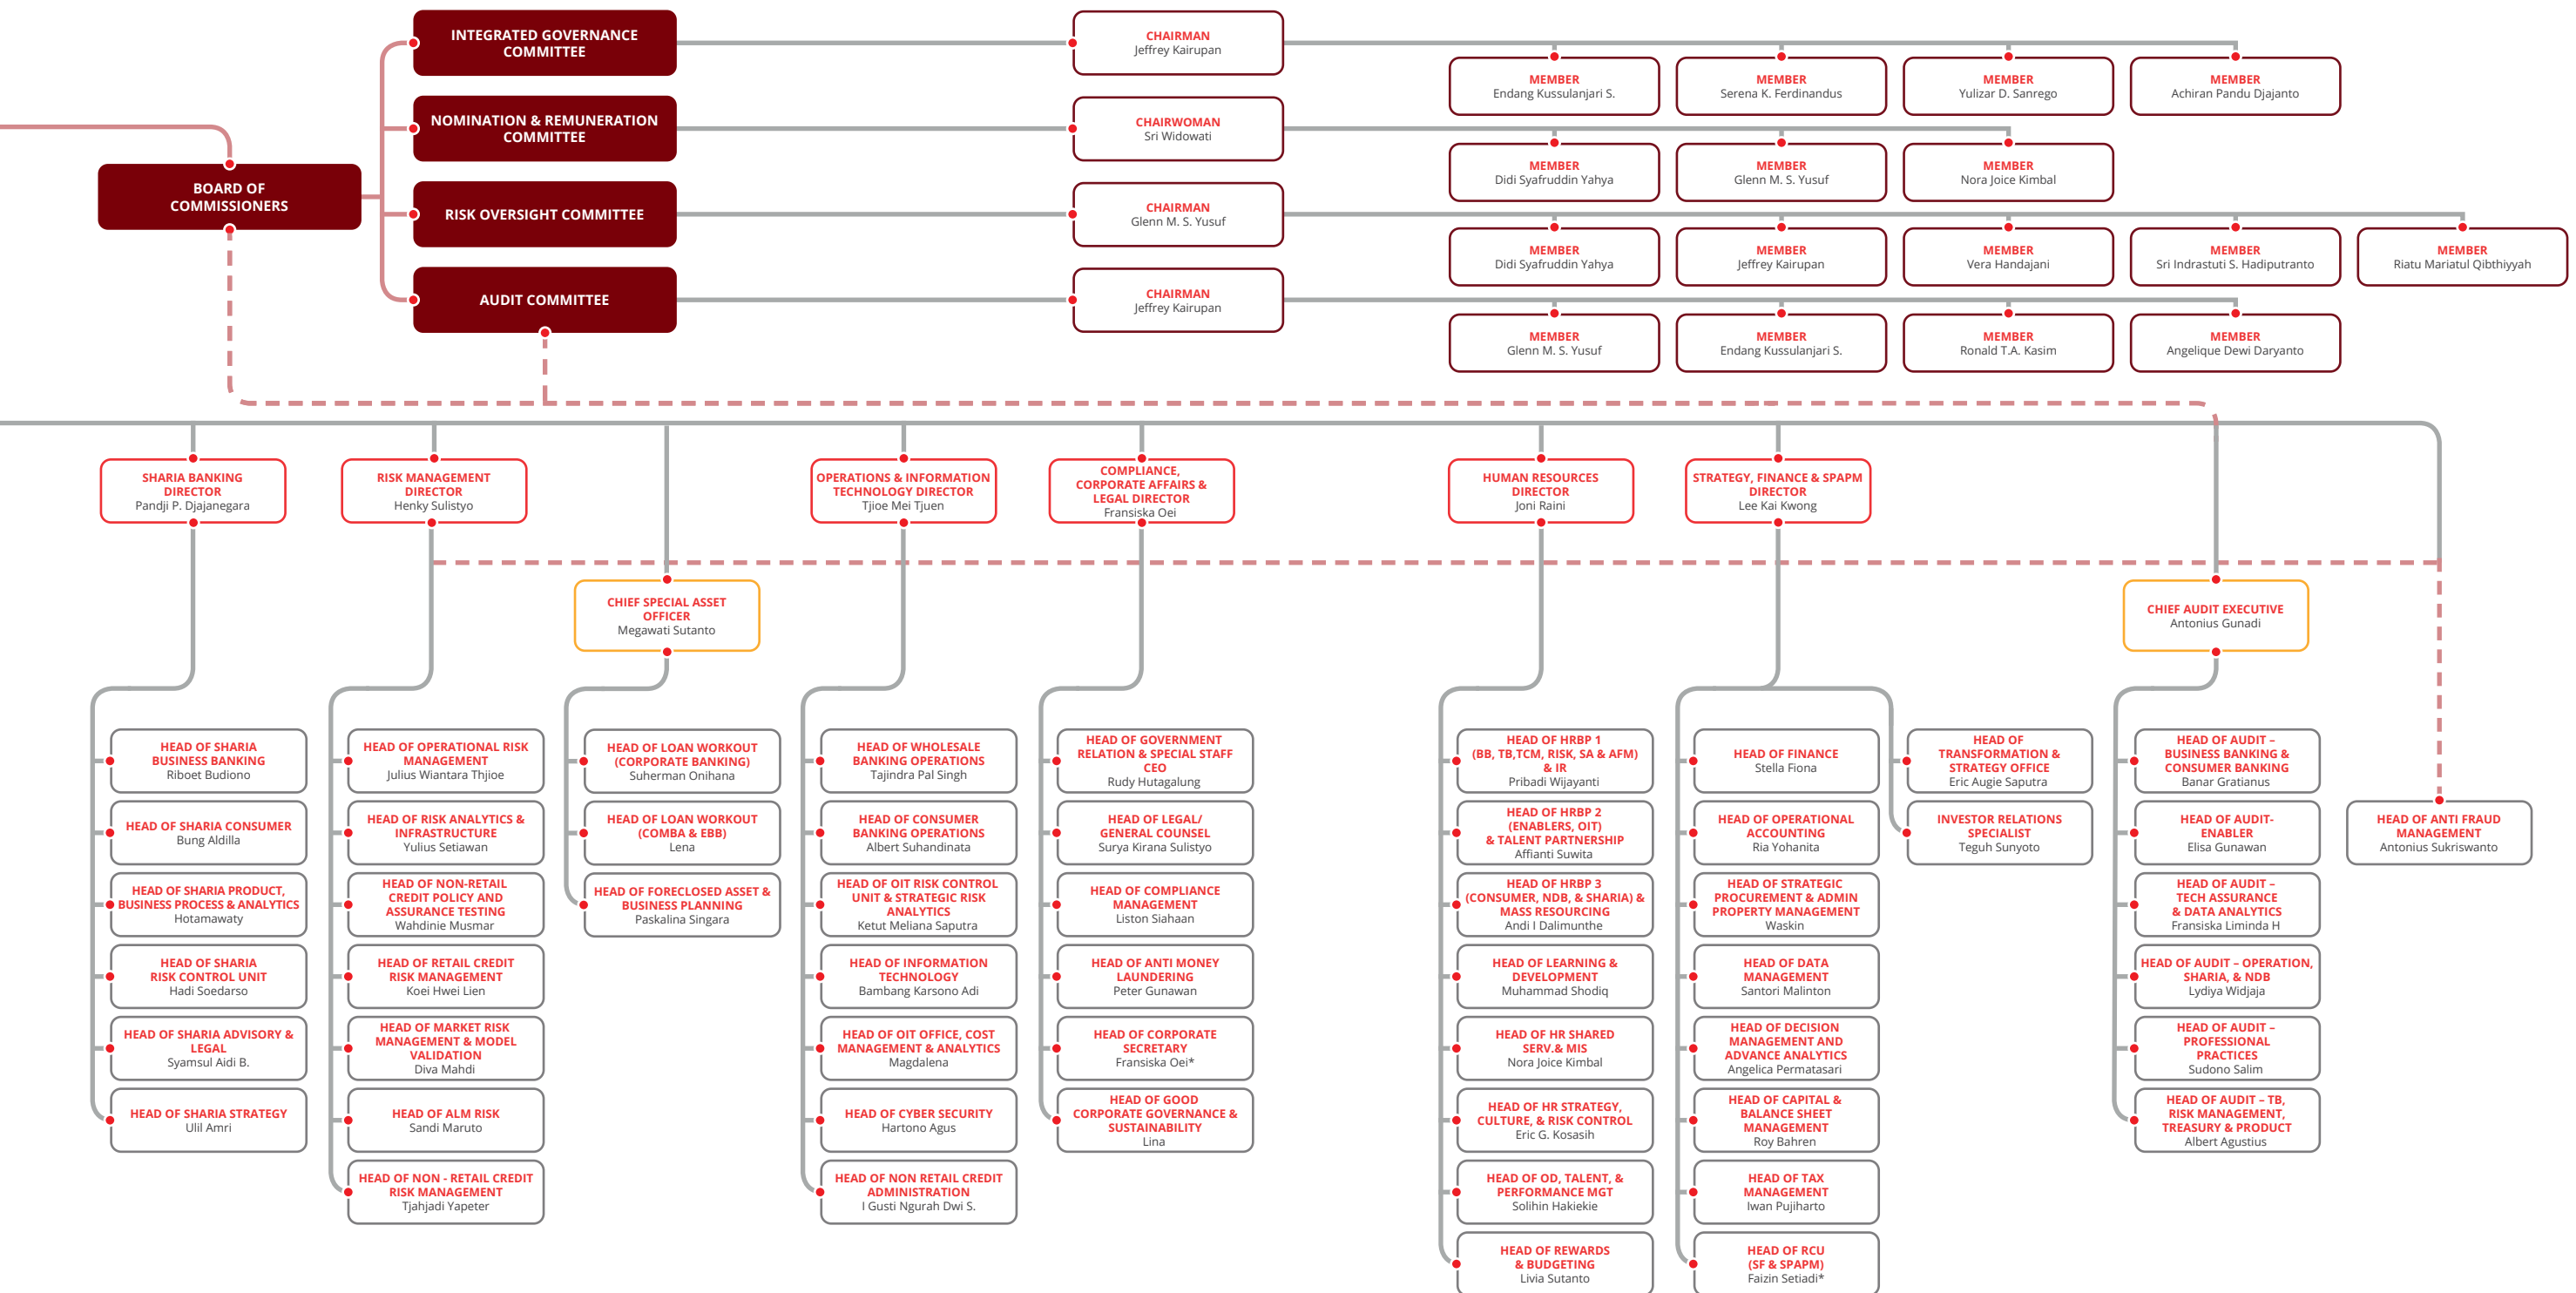 INTEGRATED GOVERNANCE
COMMITTEE
CHAIRMAN
Jeffrey Kairupan
MEMBER
Endang Kussulanjari S.
MEMBER
Serena K. Ferdinandus
MEMBER
Yulizar D. Sanrego
MEMBER
Achiran Pandu Djajanto
NOMINATION & REMUNERATION
COMMITTEE
CHAIRWOMAN
Sri Widowati
MEMBER
Didi Syafruddin Yahya
MEMBER
Glenn M. S. Yusuf
MEMBER
Nora Joice Kimbal
BOARD OF
COMMISSIONERS
RISK OVERSIGHT COMMITTEE
CHAIRMAN
Glenn M. S. Yusuf
MEMBER
Didi Syafruddin Yahya
MEMBER
Jeffrey Kairupan
MEMBER
Vera Handajani
MEMBER
Sri Indrastuti S. Hadiputranto
MEMBER
Riatu Mariatul Qibthiyyah
AUDIT COMMITTEE
CHAIRMAN
Jeffrey Kairupan
MEMBER
Glenn M. S. Yusuf
MEMBER
Endang Kussulanjari S.
MEMBER
Ronald T.A. Kasim
MEMBER
Angelique Dewi Daryanto
SHARIA BANKING
DIRECTOR
Pandji P. Djajanegara
RISK MANAGEMENT
DIRECTOR
Henky Sulistyo
OPERATIONS & INFORMATION
TECHNOLOGY DIRECTOR
Tjioe Mei Tjuen
COMPLIANCE,
CORPORATE AFFAIRS &
LEGAL DIRECTOR
Fransiska Oei
HUMAN RESOURCES
DIRECTOR
Joni Raini
STRATEGY, FINANCE & SPAPM
DIRECTOR
Lee Kai Kwong
CHIEF SPECIAL ASSET
OFFICER
Megawati Sutanto
CHIEF AUDIT EXECUTIVE
Antonius Gunadi
HEAD OF SHARIA
BUSINESS BANKING
Riboet Budiono
HEAD OF SHARIA CONSUMER
Bung Aldilla
HEAD OF SHARIA PRODUCT,
BUSINESS PROCESS & ANALYTICS
Hotamawaty
HEAD OF SHARIA
RISK CONTROL UNIT
Hadi Soedarso
HEAD OF SHARIA ADVISORY &
LEGAL
Syamsul Aidi B.
HEAD OF SHARIA STRATEGY
Ulil Amri
HEAD OF OPERATIONAL RISK
MANAGEMENT
Julius Wiantara Thjioe
HEAD OF RISK ANALYTICS &
INFRASTRUCTURE
Yulius Setiawan
HEAD OF NON-RETAIL
CREDIT POLICY AND
ASSURANCE TESTING
Wahdinie Musmar
HEAD OF RETAIL CREDIT
RISK MANAGEMENT
Koei Hwei Lien
HEAD OF MARKET RISK
MANAGEMENT & MODEL
VALIDATION
Diva Mahdi
HEAD OF ALM RISK
Sandi Maruto
HEAD OF NON - RETAIL CREDIT
RISK MANAGEMENT
Tjahjadi Yapeter
HEAD OF LOAN WORKOUT
(CORPORATE BANKING)
Suherman Onihana
HEAD OF LOAN WORKOUT
(COMBA & EBB)
Lena
HEAD OF FORECLOSED ASSET &
BUSINESS PLANNING
Paskalina Singara
HEAD OF WHOLESALE
BANKING OPERATIONS
Tajindra Pal Singh
HEAD OF CONSUMER
BANKING OPERATIONS
Albert Suhandinata
HEAD OF OIT RISK CONTROL
UNIT & STRATEGIC RISK
ANALYTICS
Ketut Meliana Saputra
HEAD OF INFORMATION
TECHNOLOGY
Bambang Karsono Adi
HEAD OF OIT OFFICE, COST
MANAGEMENT & ANALYTICS
Magdalena
HEAD OF CYBER SECURITY
Hartono Agus
HEAD OF NON RETAIL CREDIT
ADMINISTRATION
I Gusti Ngurah Dwi S.
HEAD OF GOVERNMENT
RELATION & SPECIAL STAFF
CEO
Rudy Hutagalung
HEAD OF LEGAL/
GENERAL COUNSEL
Surya Kirana Sulistyo
HEAD OF COMPLIANCE
MANAGEMENT
Liston Siahaan
HEAD OF ANTI MONEY
LAUNDERING
Peter Gunawan
HEAD OF CORPORATE
SECRETARY
Fransiska Oei*
HEAD OF GOOD
CORPORATE GOVERNANCE &
SUSTAINABILITY
Lina
HEAD OF HRBP 1
(BB, TB,TCM, RISK, SA & AFM)
& IR
Pribadi Wijayanti
HEAD OF HRBP 2
(ENABLERS, OIT)
& TALENT PARTNERSHIP
Affianti Suwita
HEAD OF HRBP 3
(CONSUMER, NDB, & SHARIA) &
MASS RESOURCING
Andi I Dalimunthe
HEAD OF LEARNING &
DEVELOPMENT
Muhammad Shodiq
HEAD OF HR SHARED
SERV.& MIS
Nora Joice Kimbal
HEAD OF HR STRATEGY,
CULTURE, & RISK CONTROL
Eric G. Kosasih
HEAD OF OD, TALENT, &
PERFORMANCE MGT
Solihin Hakiekie
HEAD OF REWARDS
& BUDGETING
Livia Sutanto
HEAD OF FINANCE
Stella Fiona
HEAD OF OPERATIONAL
ACCOUNTING
Ria Yohanita
HEAD OF STRATEGIC
PROCUREMENT & ADMIN
PROPERTY MANAGEMENT
Waskin
HEAD OF DATA
MANAGEMENT
Santori Malinton
HEAD OF DECISION
MANAGEMENT AND
ADVANCE ANALYTICS
Angelica Permatasari
HEAD OF CAPITAL &
BALANCE SHEET
MANAGEMENT
Roy Bahren
HEAD OF TAX
MANAGEMENT
Iwan Pujiharto
HEAD OF RCU
(SF & SPAPM)
Faizin Setiadi*
HEAD OF
TRANSFORMATION &
STRATEGY OFFICE
Eric Augie Saputra
INVESTOR RELATIONS
SPECIALIST
Teguh Sunyoto
HEAD OF AUDIT –
BUSINESS BANKING &
CONSUMER BANKING
Banar Gratianus
HEAD OF AUDIT-
ENABLER
Elisa Gunawan
HEAD OF AUDIT –
TECH ASSURANCE
& DATA ANALYTICS
Fransiska Liminda H
HEAD OF AUDIT – OPERATION,
SHARIA, & NDB
Lydiya Widjaja
HEAD OF AUDIT –
PROFESSIONAL
PRACTICES
Sudono Salim
HEAD OF AUDIT – TB,
RISK MANAGEMENT,
TREASURY & PRODUCT
Albert Agustius
HEAD OF ANTI FRAUD
MANAGEMENT
Antonius Sukriswanto